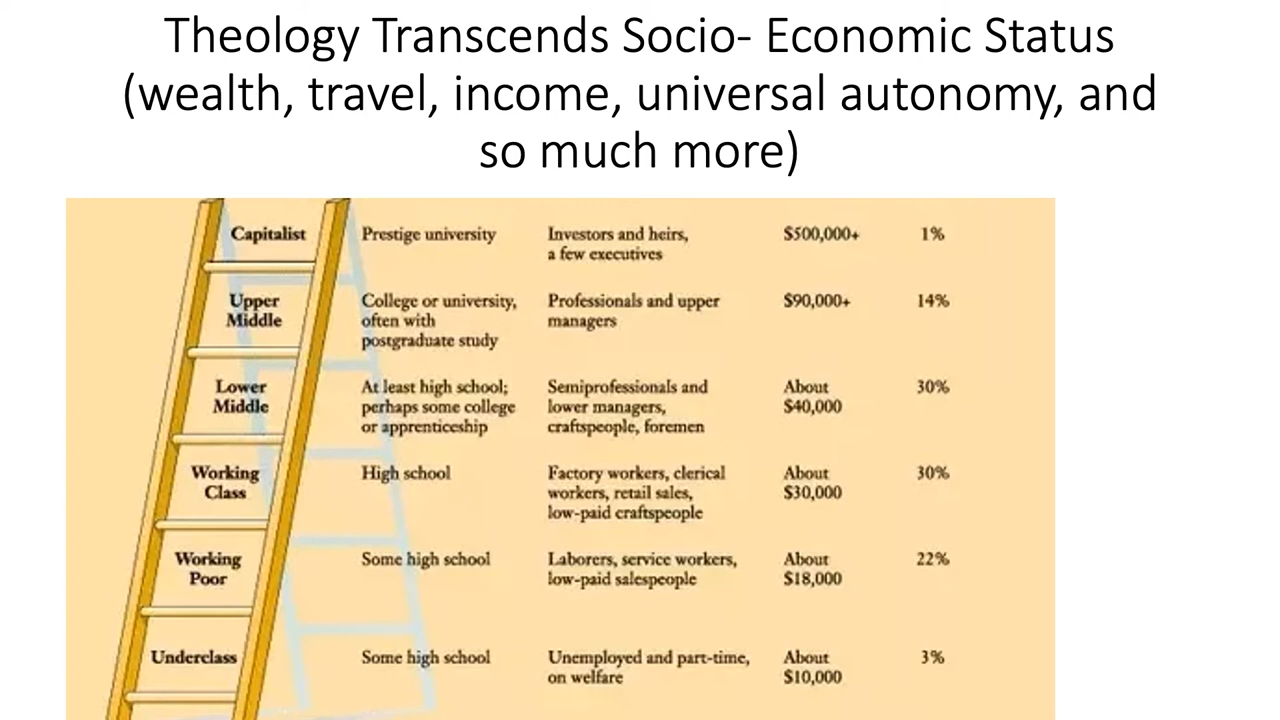 Theology Transcends Socio- Economic Status
(wealth, travel, income, universal autonomy, and
so much more)
Capitalist Prestige university Investors and heirs, $500,000+ 1%
a few executives
Upper College or university, Professionals and upper $90,000+ 14%
Middle often with managers
postgraduate study
Lower At least high school; Semiprofessionals and About 30%
Middle perhaps some college lower managers, $40,000
or apprenticeship craftspeople, foremen
Working High school Factory workers, clerical About 30%
Class workers, retail sales, $30,000
low-paid craftspeople
Working Some high school Laborers, service workers, About 22%
Poor low-paid salespeople $18,000
Underclass Some high school Unemployed and part-time, About 3%
on welfare $10,000